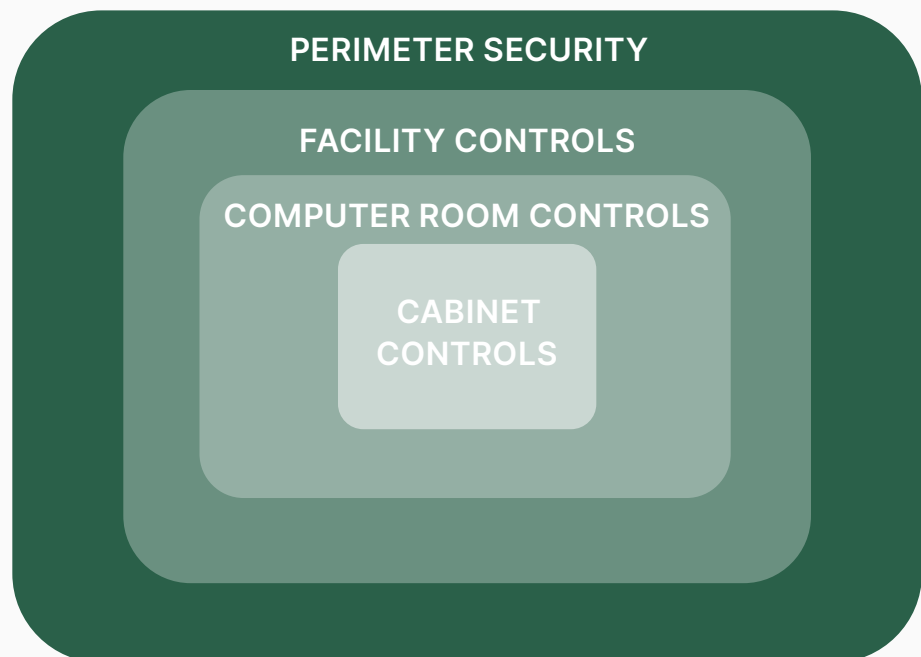 PERIMETER SECURITY
FACILITY CONTROLS
COMPUTER ROOM CONTROLS
CABINET
CONTROLS